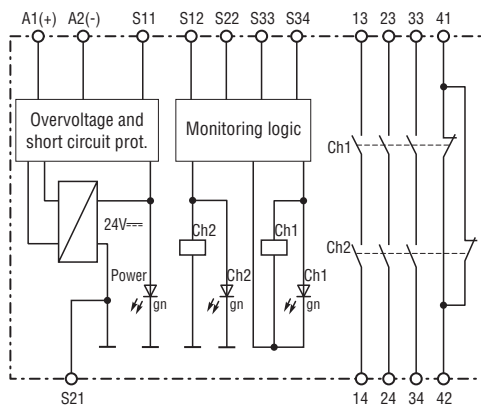 A1(+) A2(-) S11 S12 S22 S33 S34 13 23 33 41
Overvoltage and
short circuit prot.
Monitoring logic
Ch1
24V
Ch2 Ch1
Ch2
Power Ch2 Ch1
gn gn gn
S21 14 24 34 42